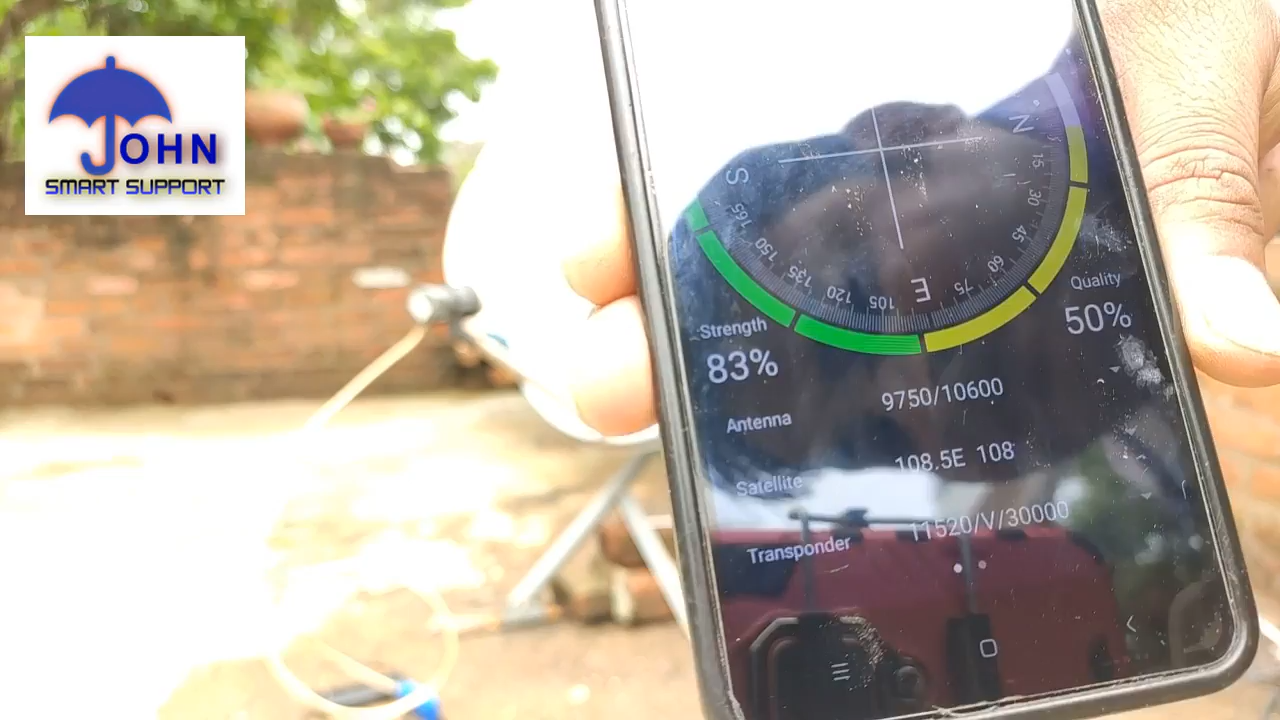 JOHN
SMART SUPPORT
S
N
E
165
150
135
120
105
75
60
45
30
15
Strength
83%
Quality
50%
Antenna
9750/10600
Satellite
108.5E 108
Transponder
11520/V/30000